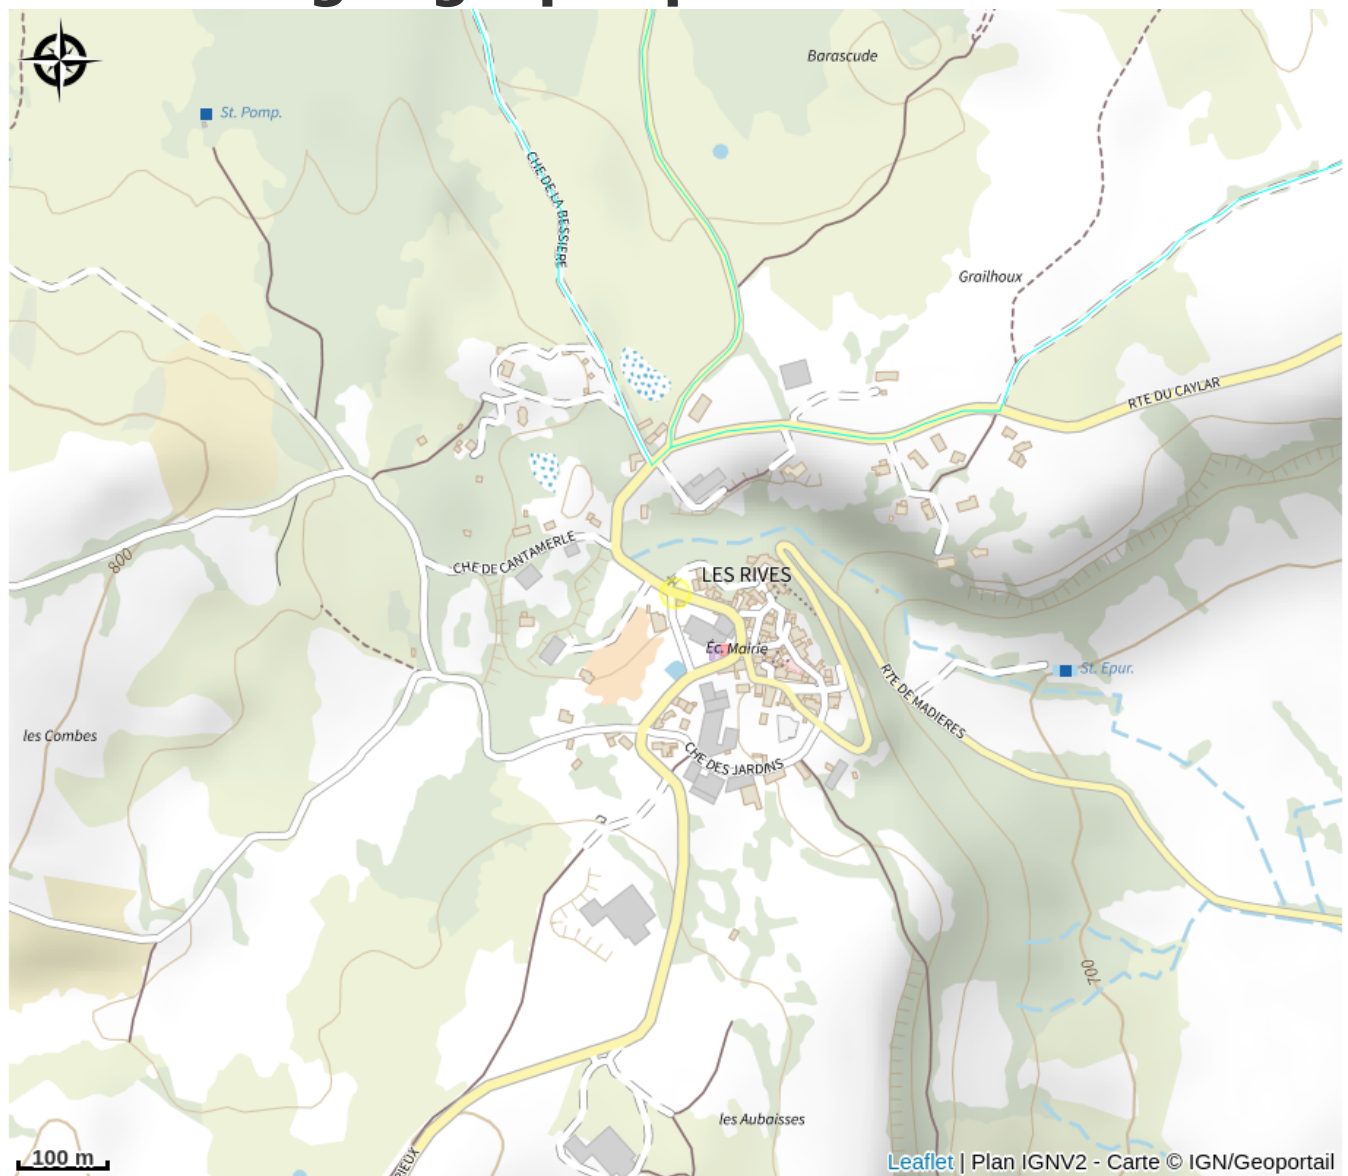 Barascude
St. Pomp.
CHE DE LA BESSIERE
Grailhoux
RTE DU CAYLAR
800
CHE DE CANTAMERLE
LES RIVES
Éc. Mairie
St. Epur.
RTE DE MADIERES
les Combes
CHE DES JARDINS
700
les Aubaisses
100 m
Leaflet | Plan IGNV2 - Carte © IGN/Geoportail